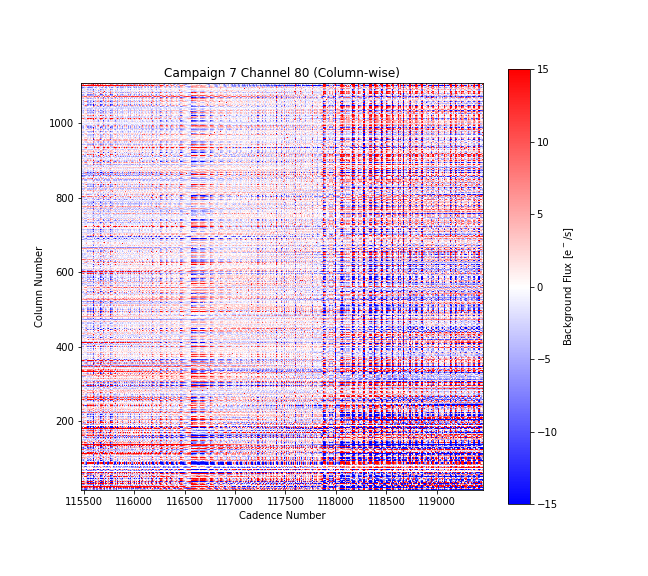 Campaign 7 Channel 80 (Column-wise)
1000
800
600
400
200
Column Number
115500 116000 116500 117000 117500 118000 118500 119000
Cadence Number
15
10
5
0
−5
−10
−15
Background Flux [e⁻/s]